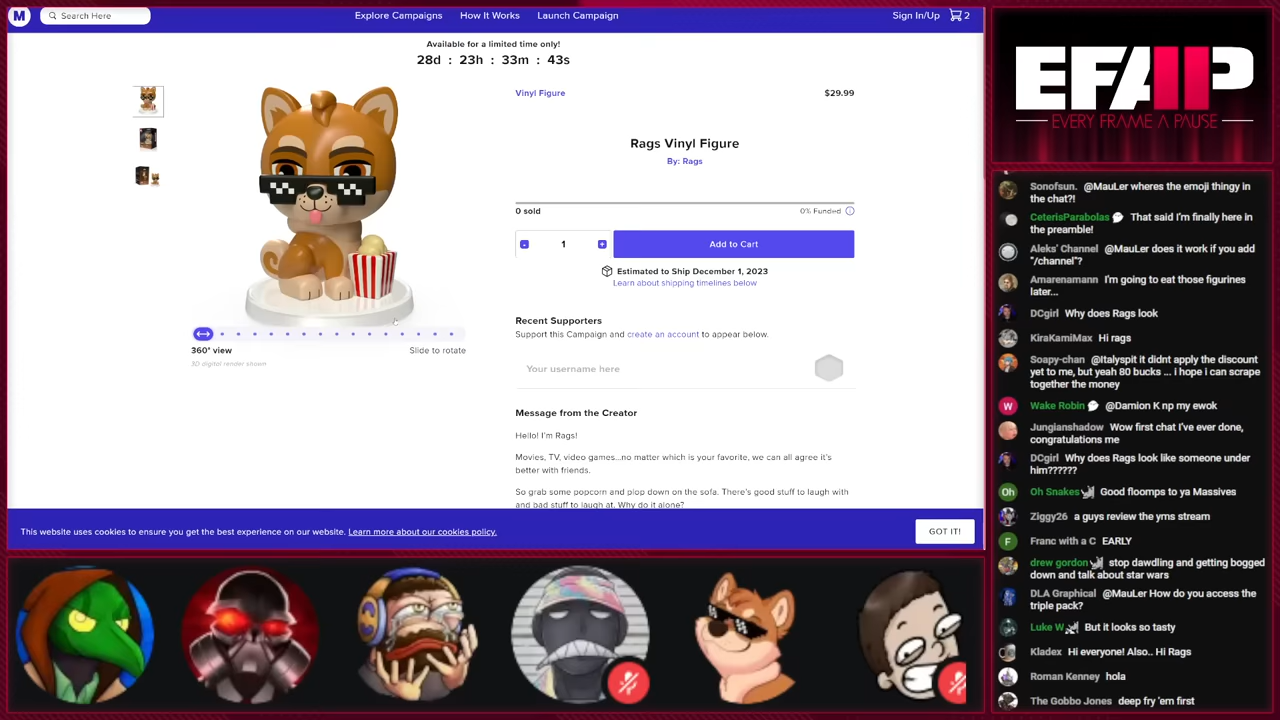 M
Search Here
Explore Campaigns
How It Works
Launch Campaign
Sign In/Up
2
Available for a limited time only!
28d : 23h : 33m : 43s
Vinyl Figure
$29.99
Rags Vinyl Figure
By: Rags
0 sold
0% Funded
- 1 +
Add to Cart
Estimated to Ship December 1, 2023
Learn about shipping timelines below
Recent Supporters
Support this Campaign and create an account to appear below.
Your username here
360° view
Slide to rotate
3D digital render shown
Message from the Creator
Hello! I'm Rags!
Movies, TV, video games...no matter which is your favorite, we can all agree it's
better with friends.
So grab some popcorn and plop down on the sofa. There's good stuff to laugh with
and bad stuff to laugh at. Why do it alone?
This website uses cookies to ensure you get the best experience on our website. Learn more about our cookies policy.
GOT IT!
EFAP
EVERY FRAME A PAUSE
Sonofsun. @MauLer wheres the emoji thingy in
the chat?!
CeterisParabolas That said I'm finally here in
the preamble!
Aleks' Channel @MauLer does it work if you add
"/channel"?
Amarenamann I'm going to eat those figurines
later...
DCgirl Why does Rags look
KiraKamiMax Hi rags
Soapy-chan @Italyspit it didnt apply the discount
yet to me, but yeah 80 bucks ... i hope i can scrape
together the money
W
Wake Robin @Damion K np my ewok
Jungianshadow Wow first chat I've ever done,
congratulations me
DCgirl Why does Rags look like someone under
him??????
Oh
Oh Snakes Good floomps to ya Massives
Ziggy26 a guys review the yms stream
F
Franc with a C EARLY
drew gordon stop dawdling and getting bogged
down and talk about star wars
DLA Graphical @MauLer How do you access the
triple pack?
Luke W But it looks so tasty
Kladex Hi everyone! Also.. Hi Rags
Roman Kenney hola
The Gobbo Jones deep fry 'em first